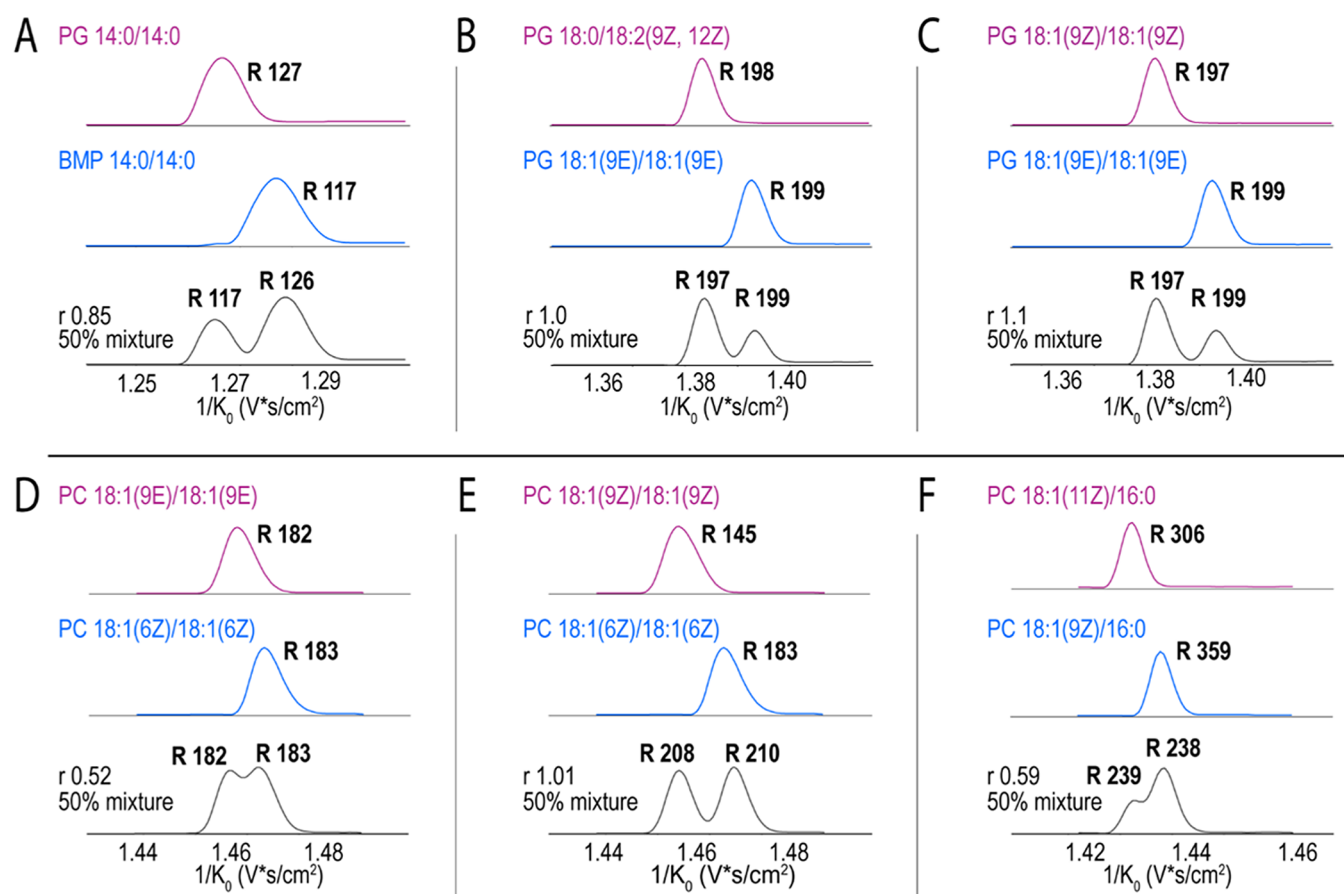 A
PG 14:0/14:0
R 127
BMP 14:0/14:0
R 117
R 117
R 126
r 0.85
50% mixture
1.25 1.27 1.29
1/K0 (V*s/cm²)
B
PG 18:0/18:2(9Z, 12Z)
R 198
PG 18:1(9E)/18:1(9E)
R 199
R 197
R 199
r 1.0
50% mixture
1.36 1.38 1.40
1/K0 (V*s/cm²)
C
PG 18:1(9Z)/18:1(9Z)
R 197
PG 18:1(9E)/18:1(9E)
R 199
R 197
R 199
r 1.1
50% mixture
1.36 1.38 1.40
1/K0 (V*s/cm²)
D
PC 18:1(9E)/18:1(9E)
R 182
PC 18:1(6Z)/18:1(6Z)
R 183
R 182
R 183
r 0.52
50% mixture
1.44 1.46 1.48
1/K0 (V*s/cm²)
E
PC 18:1(9Z)/18:1(9Z)
R 145
PC 18:1(6Z)/18:1(6Z)
R 183
R 208
R 210
r 1.01
50% mixture
1.44 1.46 1.48
1/K0 (V*s/cm²)
F
PC 18:1(11Z)/16:0
R 306
PC 18:1(9Z)/16:0
R 359
R 238
R 239
r 0.59
50% mixture
1.42 1.44 1.46
1/K0 (V*s/cm²)